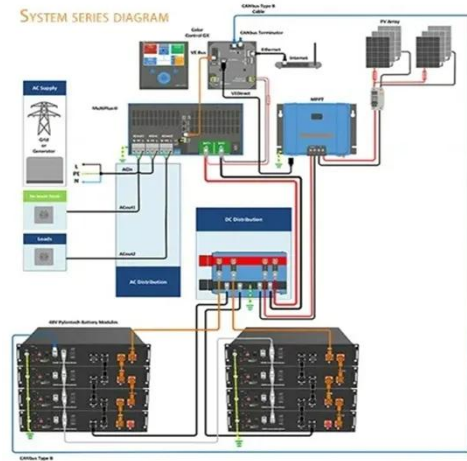 SYSTEM SERIES DIAGRAM
CANbus Type B
Cable
Color
Control GX
CANbus Terminator
PV Array
VE Bus
Ethernet
Internet
AC Supply
MultiPlus-II
VE.Direct
MPPT
Grid
or
Generator
L
PE
N
ACin
ACout1
Loads
ACout2
DC Distribution
AC Distribution
48V Pylontech Battery Modules
CANbus Type B